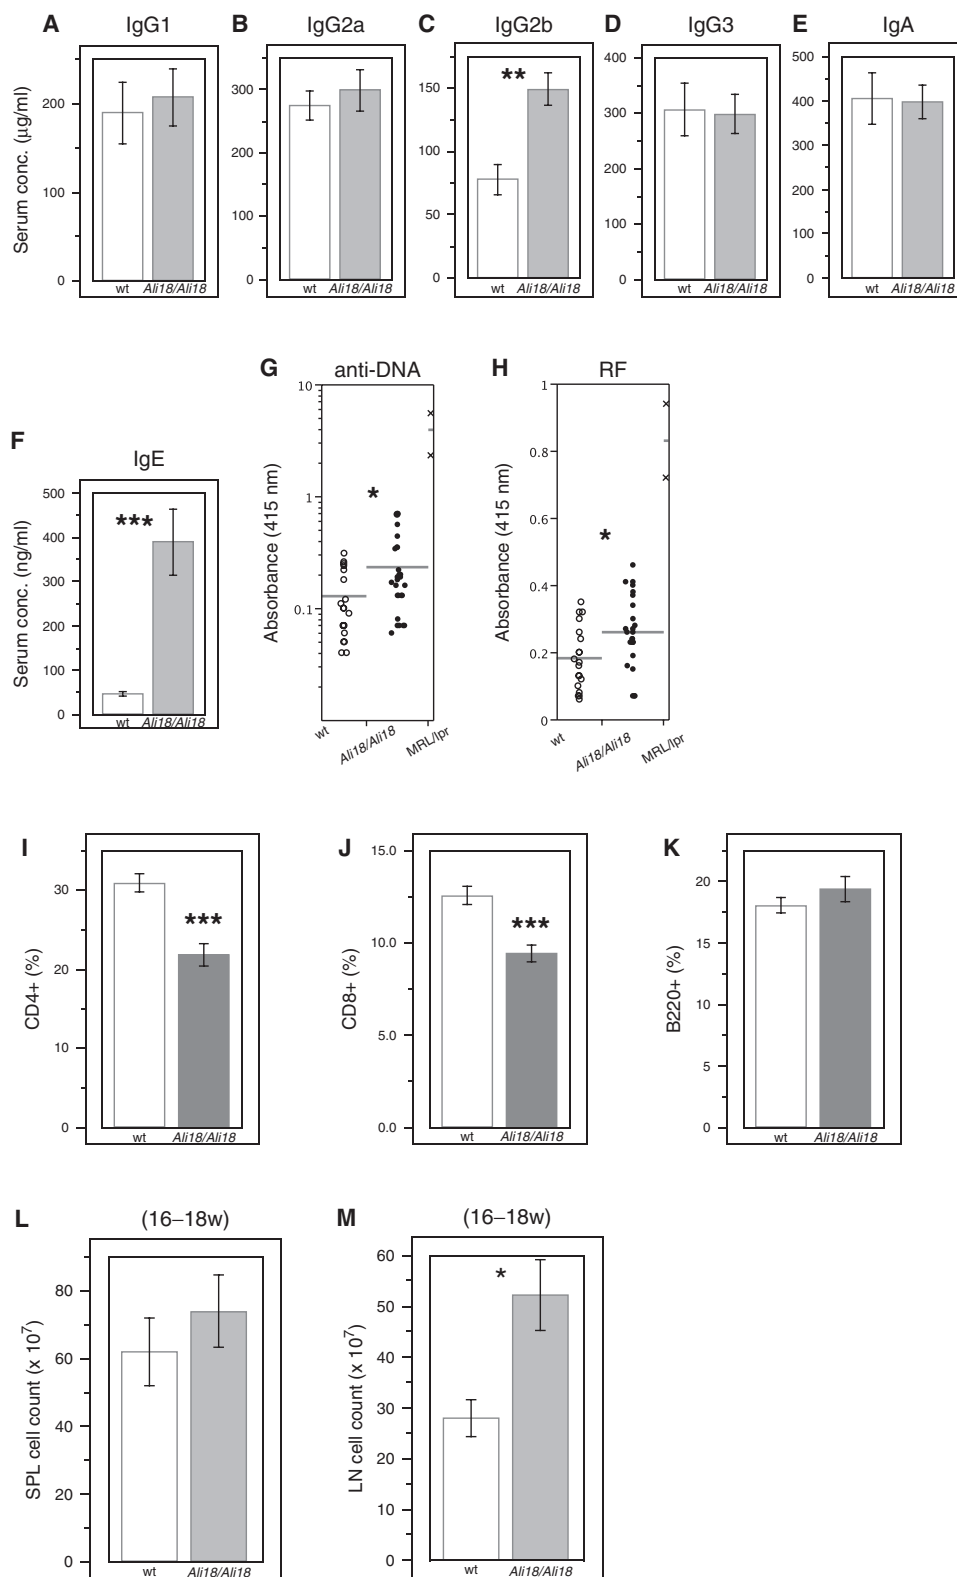 A IgG1
B IgG2a
C IgG2b
D IgG3
E IgA
Serum conc. (μg/ml)
200
100
0
wt Ali18/Ali18
300
200
100
0
wt Ali18/Ali18
**
150
100
50
0
wt Ali18/Ali18
400
300
200
100
0
wt Ali18/Ali18
500
400
300
200
100
0
wt Ali18/Ali18
F IgE
Serum conc. (ng/ml)
500
400
300
200
100
0
***
wt Ali18/Ali18
G anti-DNA
Absorbance (415 nm)
10
1
0.1
*
wt
Ali18/Ali18
MRL/lpr
H RF
Absorbance (415 nm)
1
0.8
0.6
0.4
0.2
0
*
wt
Ali18/Ali18
MRL/lpr
I
CD4+ (%)
30
20
10
0
***
wt Ali18/Ali18
J
CD8+ (%)
15.0
10.0
5.0
0.0
***
wt Ali18/Ali18
K
B220+ (%)
20
15
10
5
0
wt Ali18/Ali18
L (16–18w)
SPL cell count (x 10⁷)
80
60
40
20
0
wt Ali18/Ali18
M (16–18w)
LN cell count (x 10⁷)
60
50
40
30
20
10
0
*
wt Ali18/Ali18